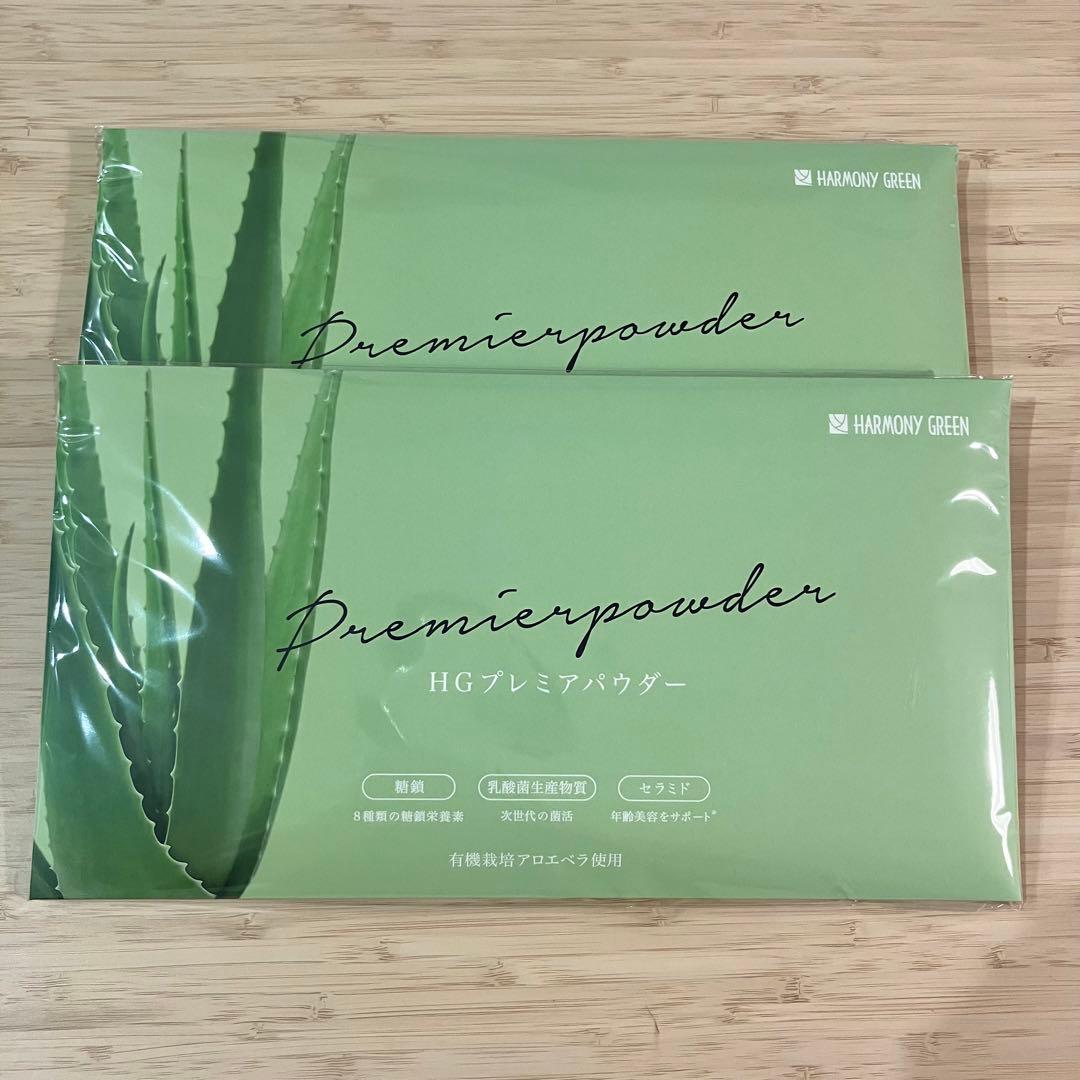 HARMONY GREEN
Premierpowder
HARMONY GREEN
Premierpowder
HGプレミアパウダー
糖鎖 乳酸菌生産物質 セラミド
8種類の糖鎖栄養素 次世代の菌活 年齢美容をサポート※
有機栽培アロエベラ使用